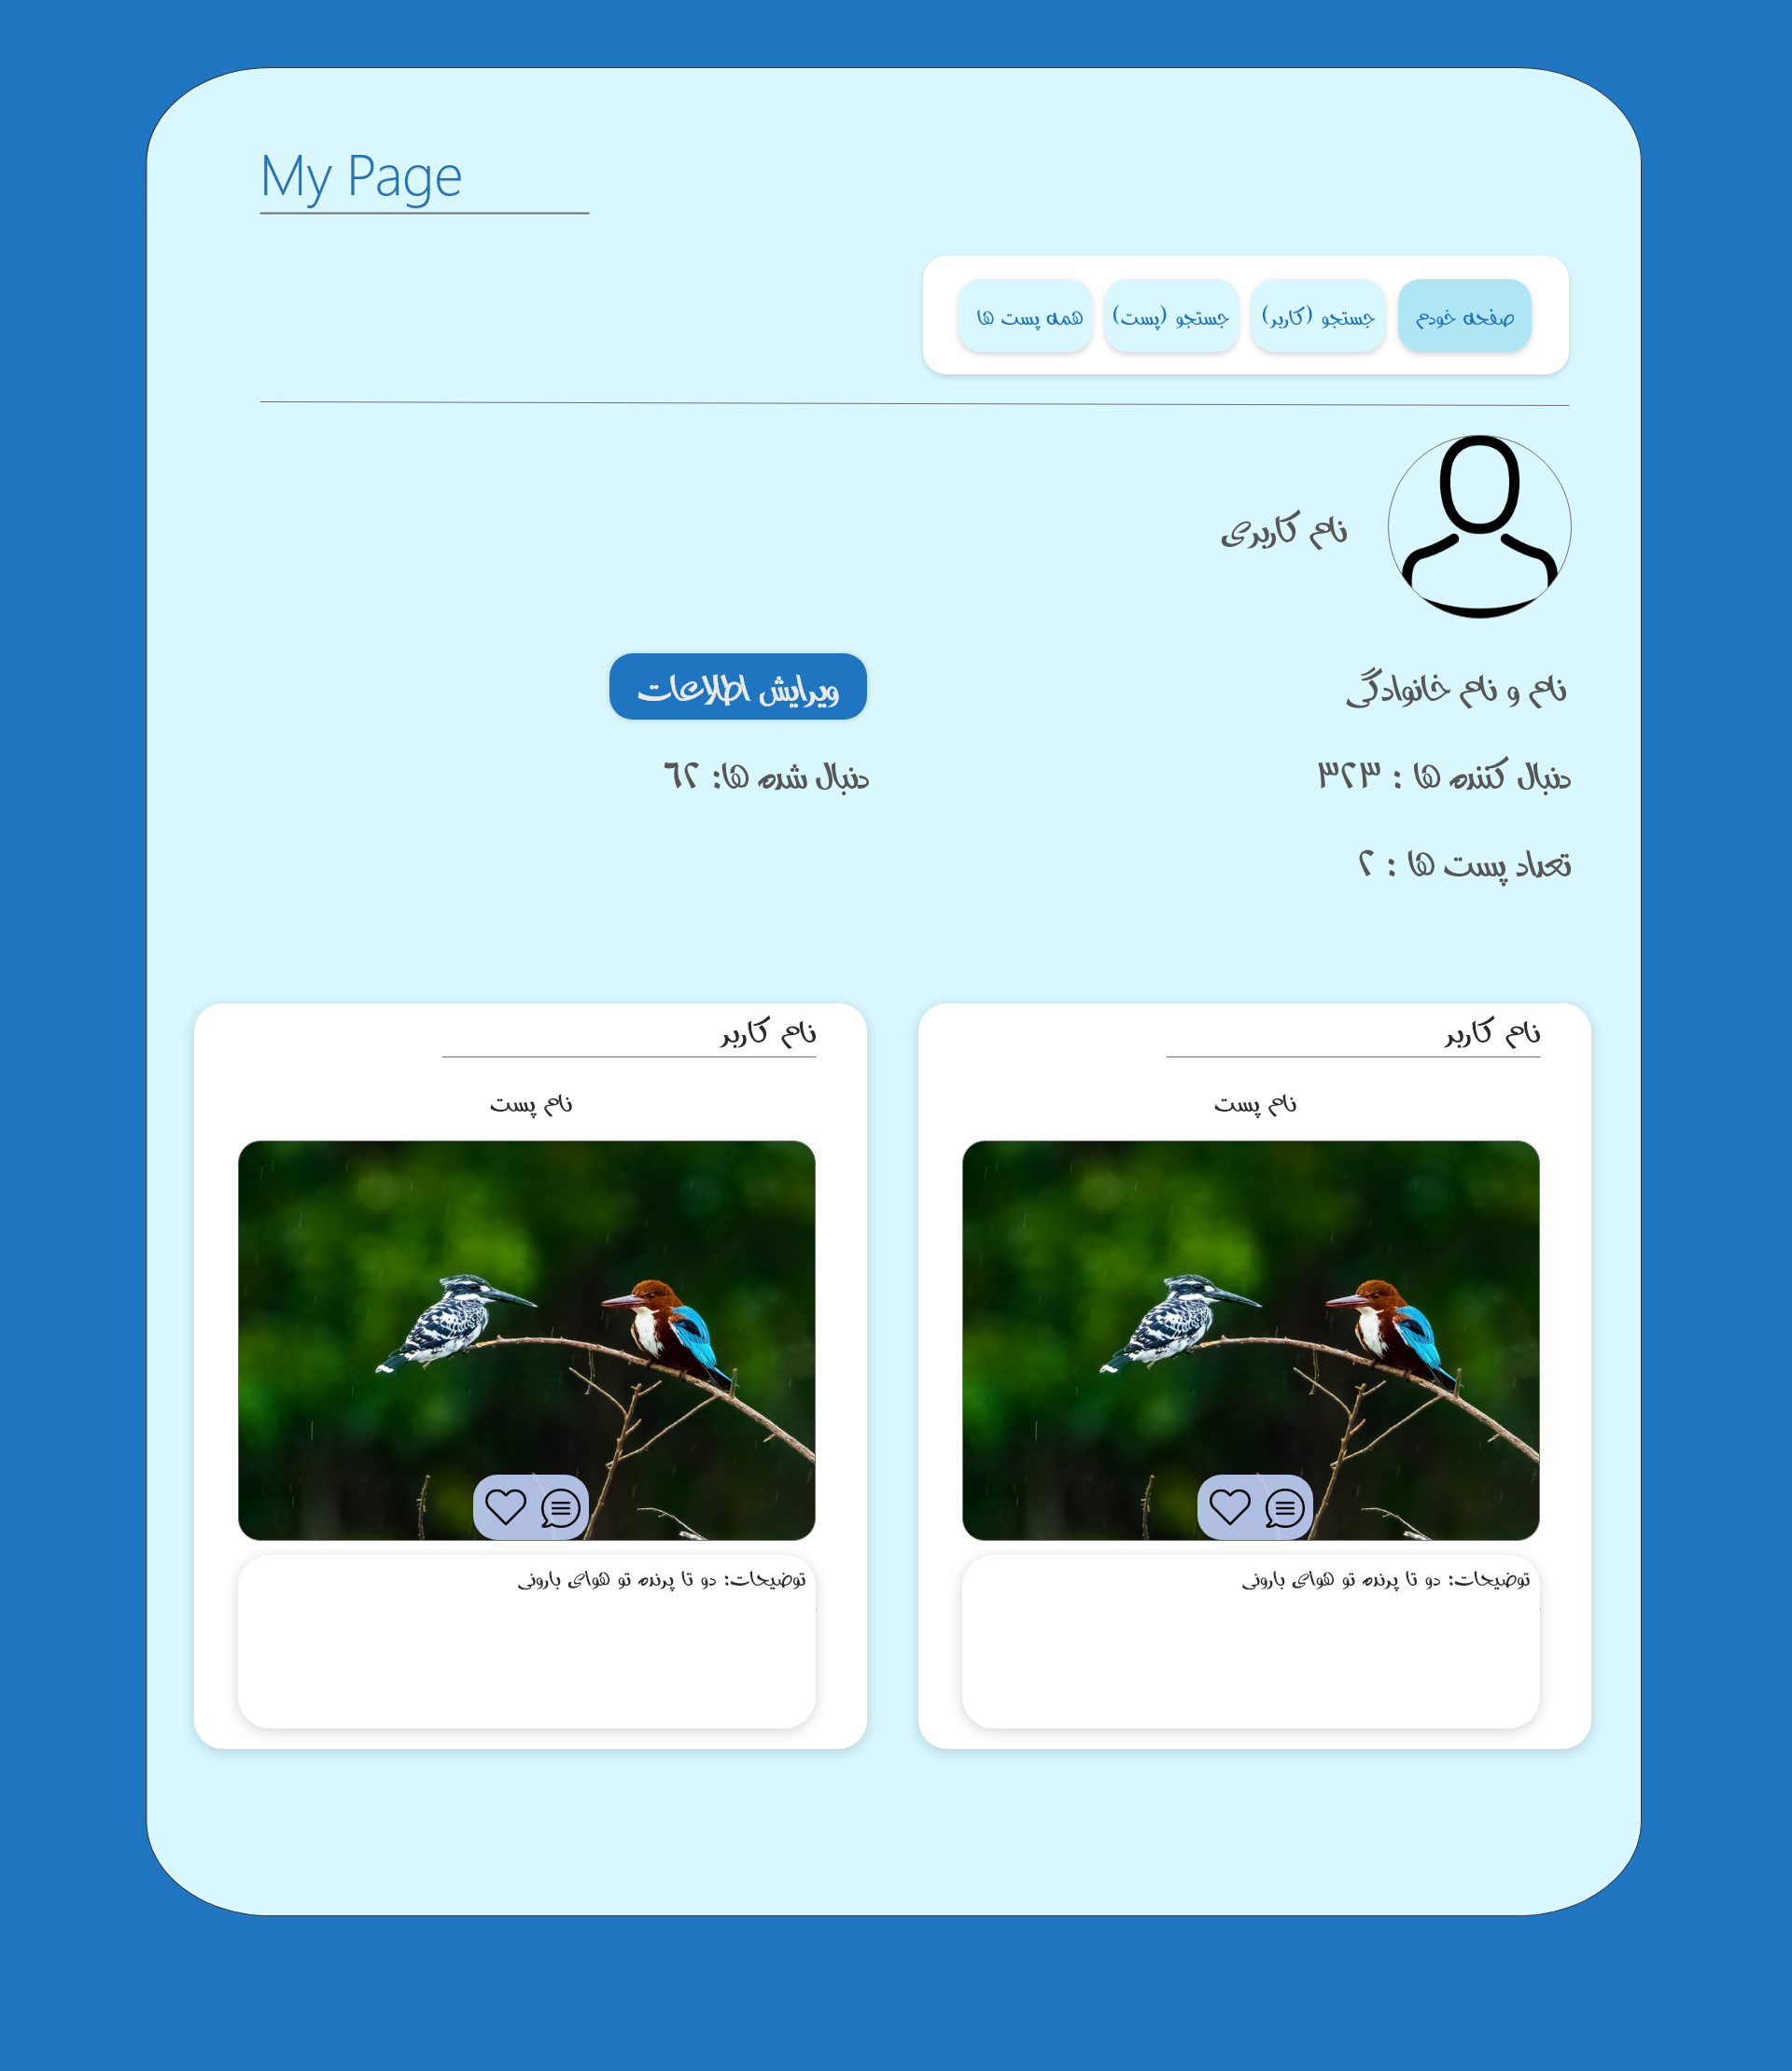 My Page
صفحه خودم
جستجو (کاربر)
جستجو (پست)
همه پست ها
نام کاربری
نام و نام خانوادگی
ویرایش اطلاعات
دنبال کننده ها : ۳۲۳
دنبال شده ها: ۶۲
تعداد پست ها : ۲
نام کاربر
نام پست
توضیحات: دو تا پرنده تو هوای بارونی
نام کاربر
نام پست
توضیحات: دو تا پرنده تو هوای بارونی